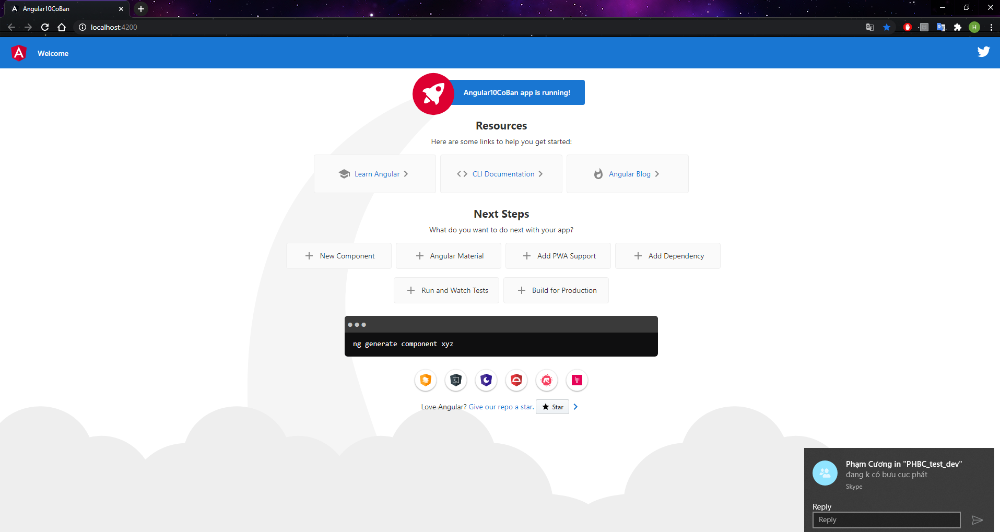 Angular10CoBan
localhost:4200
H
Welcome
Angular10CoBan app is running!
Resources
Here are some links to help you get started:
Learn Angular
CLI Documentation
Angular Blog
Next Steps
What do you want to do next with your app?
New Component
Angular Material
Add PWA Support
Add Dependency
Run and Watch Tests
Build for Production
ng generate component xyz
Love Angular? Give our repo a star. Star
Phạm Cương in "PHBC_test_dev"
đang k có bưu cục phát
Skype
Reply
Reply